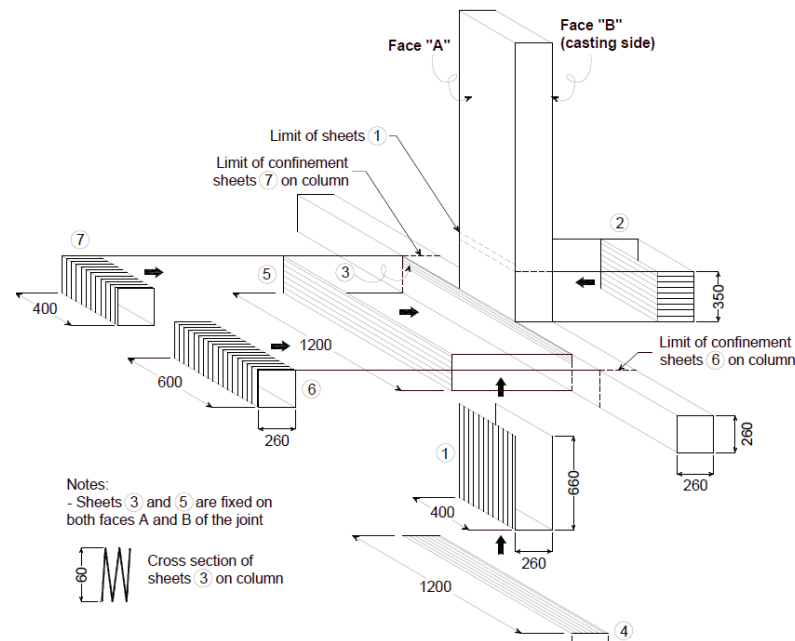 Face "A"
Face "B"
(casting side)
Limit of sheets 1
Limit of confinement
sheets 7 on column
2
7
5
3
350
400
1200
Limit of confinement
sheets 6 on column
600
6
260
260
260
1
660
Notes:
- Sheets 3 and 5 are fixed on
both faces A and B of the joint
400
260
60
Cross section of
sheets 3 on column
1200
4